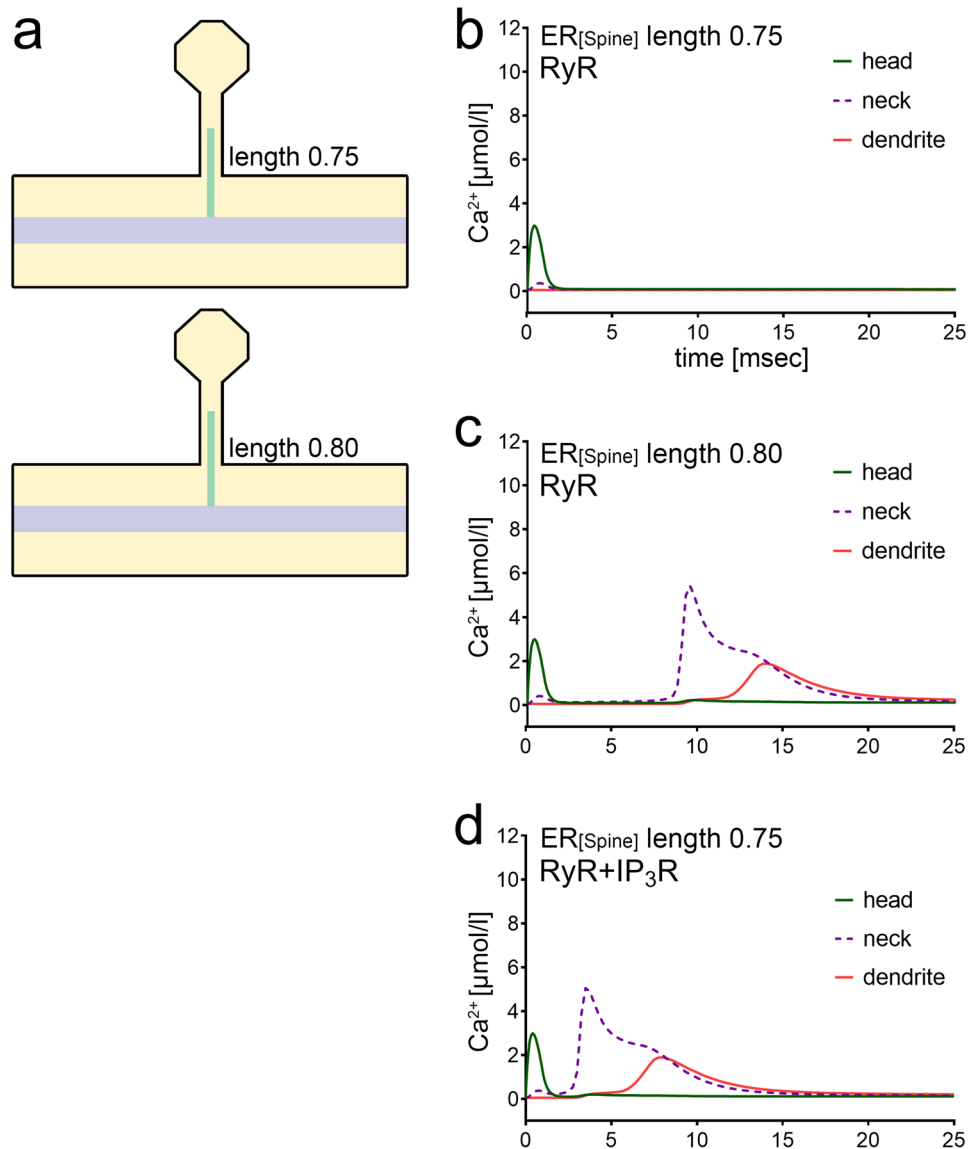 a
length 0.75
length 0.80
b
ER[Spine] length 0.75
RyR
head
neck
dendrite
Ca²⁺ [µmol/l]
12
10
8
6
4
2
0
0 5 10 15 20 25
time [msec]
c
ER[Spine] length 0.80
RyR
head
neck
dendrite
Ca²⁺ [µmol/l]
12
10
8
6
4
2
0
0 5 10 15 20 25
d
ER[Spine] length 0.75
RyR+IP₃R
head
neck
dendrite
Ca²⁺ [µmol/l]
12
10
8
6
4
2
0
0 5 10 15 20 25